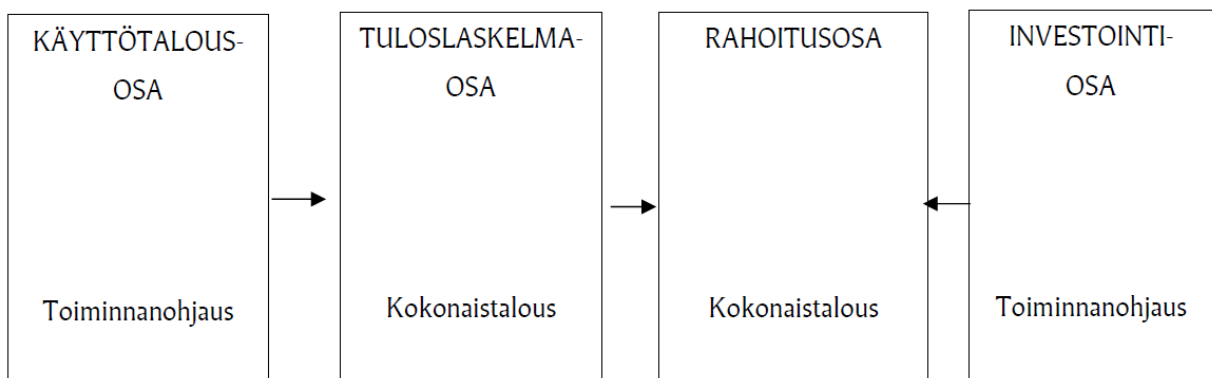 KÄYTTÖTALOUS-
OSA
Toiminnanohjaus
TULOSLASKELMA-
OSA
Kokonaistalous
RAHOITUSOSA
Kokonaistalous
INVESTOINTI-
OSA
Toiminnanohjaus